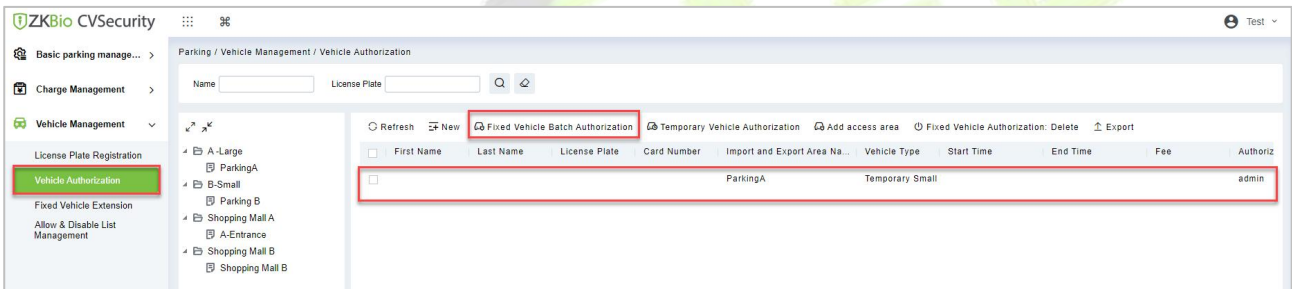 ZKBio CVSecurity
Test
Basic parking manage...
Charge Management
Vehicle Management
License Plate Registration
Vehicle Authorization
Fixed Vehicle Extension
Allow & Disable List
Management
Parking / Vehicle Management / Vehicle Authorization
Name License Plate
A -Large
ParkingA
B-Small
Parking B
Shopping Mall A
A-Entrance
Shopping Mall B
Shopping Mall B
Refresh New Fixed Vehicle Batch Authorization Temporary Vehicle Authorization Add access area Fixed Vehicle Authorization: Delete Export
First Name Last Name License Plate Card Number Import and Export Area Na... Vehicle Type Start Time End Time Fee Authoriz
ParkingA Temporary Small admin